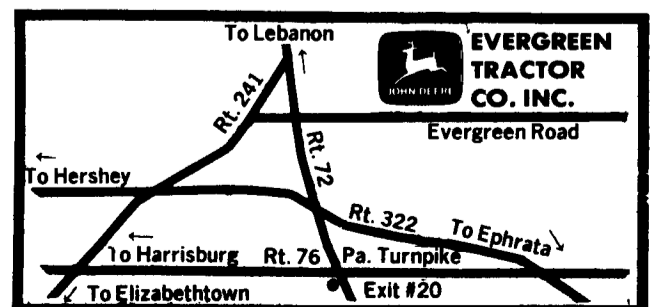 To Lebanon
EVERGREEN
TRACTOR
CO. INC.
JOHN DEERE
Rt. 241
Evergreen Road
Rt. 72
To Hershey
Rt. 322
To Ephrata
To Harrisburg
Rt. 76 Pa. Turnpike
To Elizabethtown
Exit #20